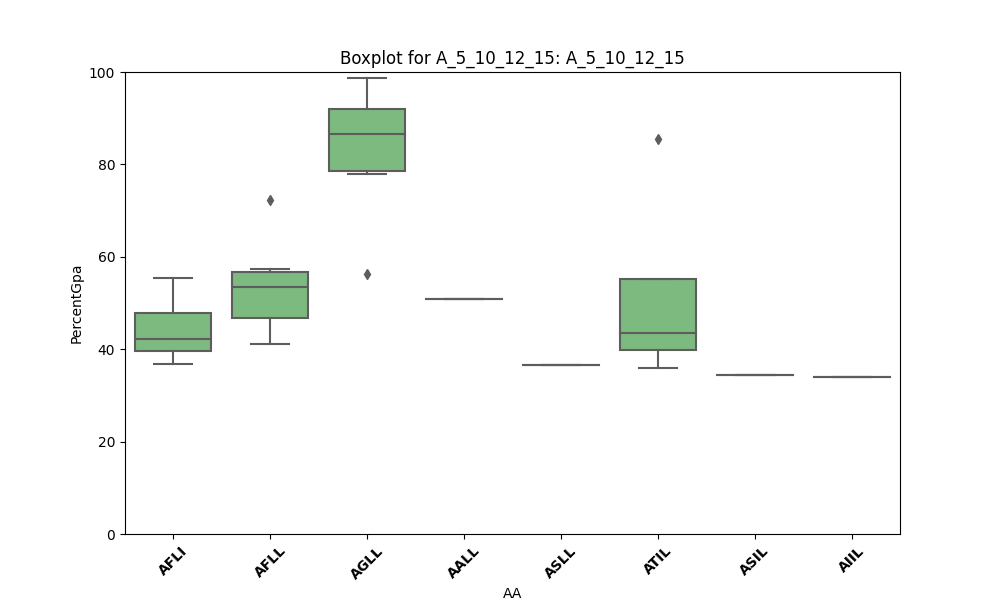 Boxplot for A_5_10_12_15: A_5_10_12_15
100
80
60
40
20
0
PercentGpa
AFLI
AFLL
AGLL
AALL
ASLL
ATIL
ASIL
AIIL
AA